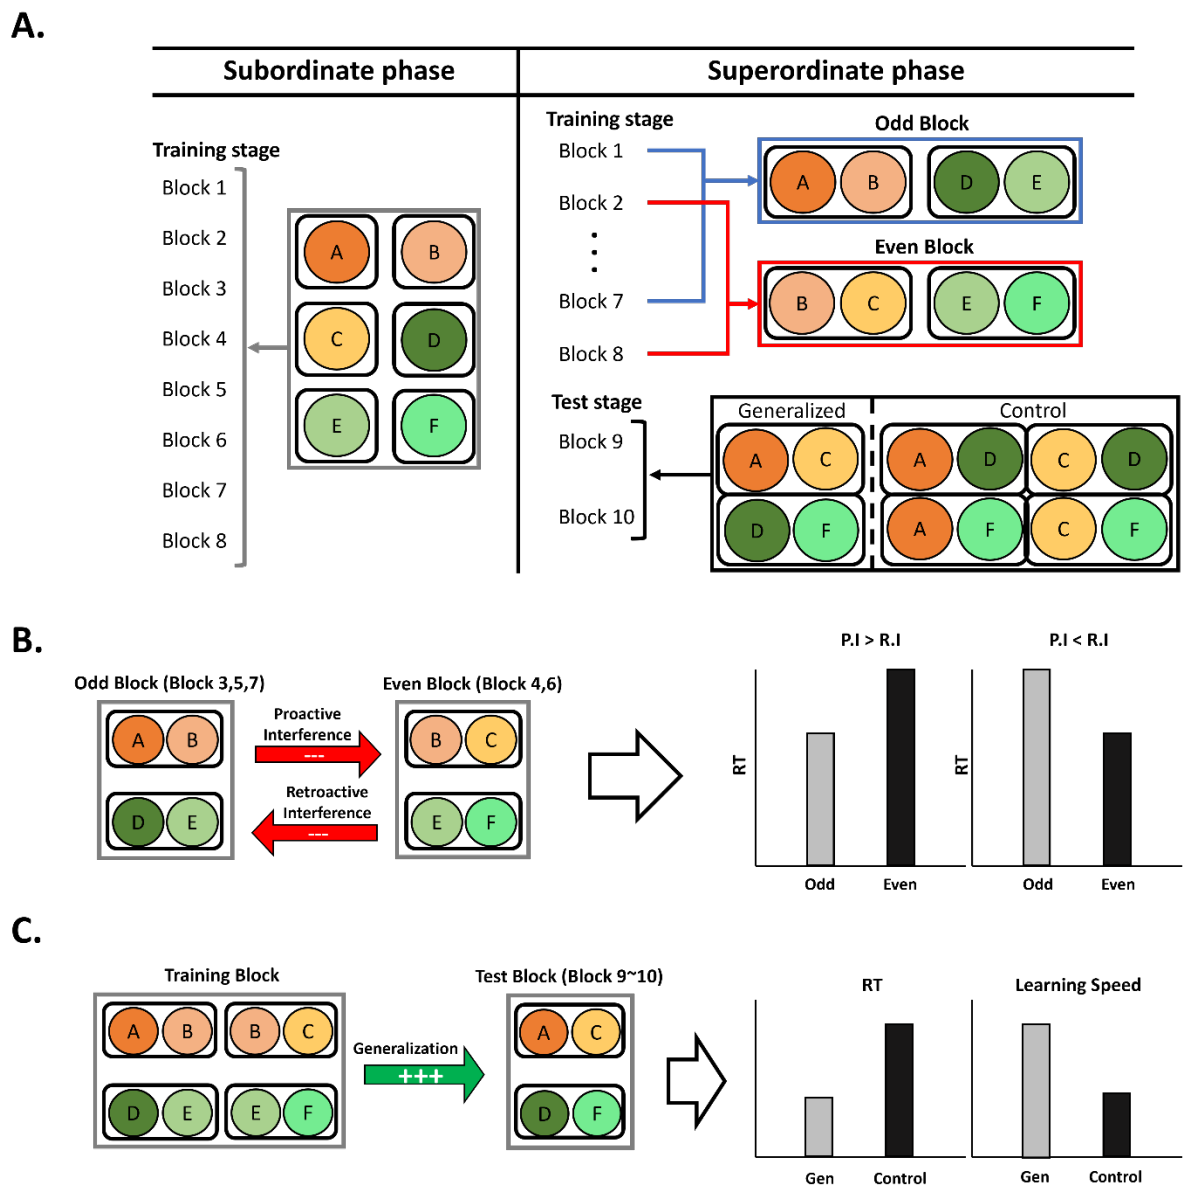 A.
Subordinate phase
Superordinate phase
Training stage
Block 1
Block 2
Block 3
Block 4
Block 5
Block 6
Block 7
Block 8
A B
C D
E F
Training stage
Block 1
Block 2
Block 7
Block 8
Odd Block
A B D E
Even Block
B C E F
Test stage
Block 9
Block 10
Generalized
Control
A C A D C D
D F A F C F
B.
Odd Block (Block 3,5,7)
A B
D E
Proactive
Interference
---
Retroactive
Interference
---
Even Block (Block 4,6)
B C
E F
P.I > R.I
RT
Odd Even
P.I < R.I
RT
Odd Even
C.
Training Block
A B B C
D E E F
Generalization
+++
Test Block (Block 9~10)
A C
D F
RT
Gen Control
Learning Speed
Gen Control